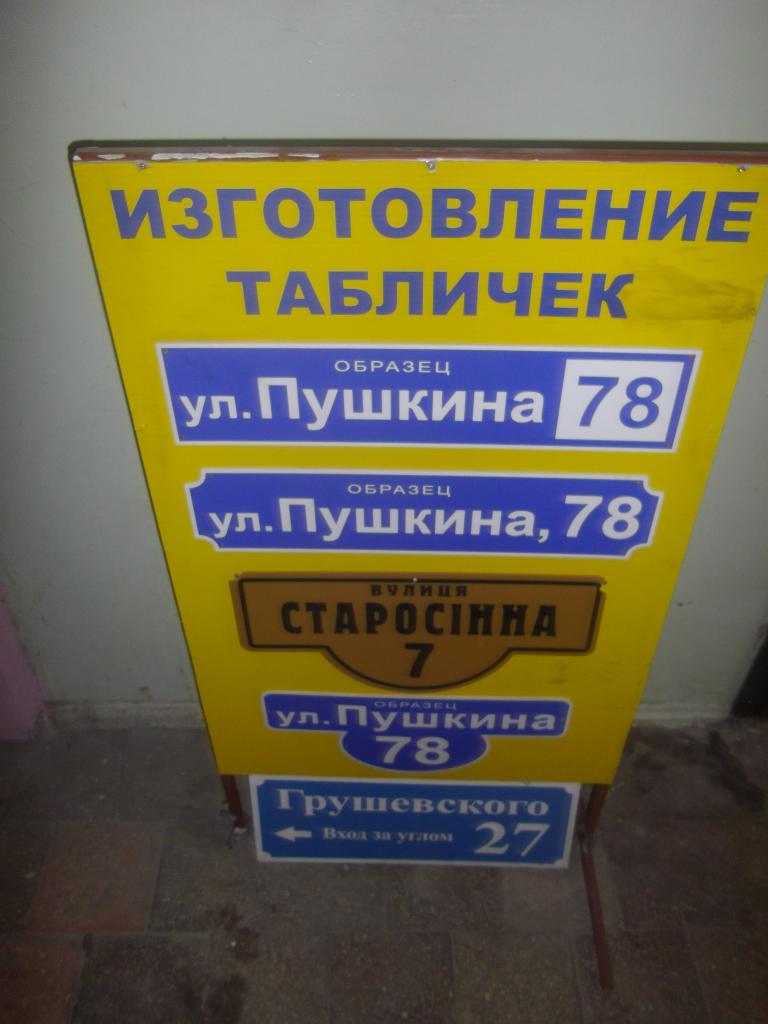 ИЗГОТОВЛЕНИЕ
ТАБЛИЧЕК
ОБРАЗЕЦ
ул.Пушкина 78
ОБРАЗЕЦ
ул.Пушкина, 78
ВУЛИЦЯ
СТАРОСІННА
7
ОБРАЗЕЦ
ул.Пушкина
78
Грушевского
Вход за углом 27